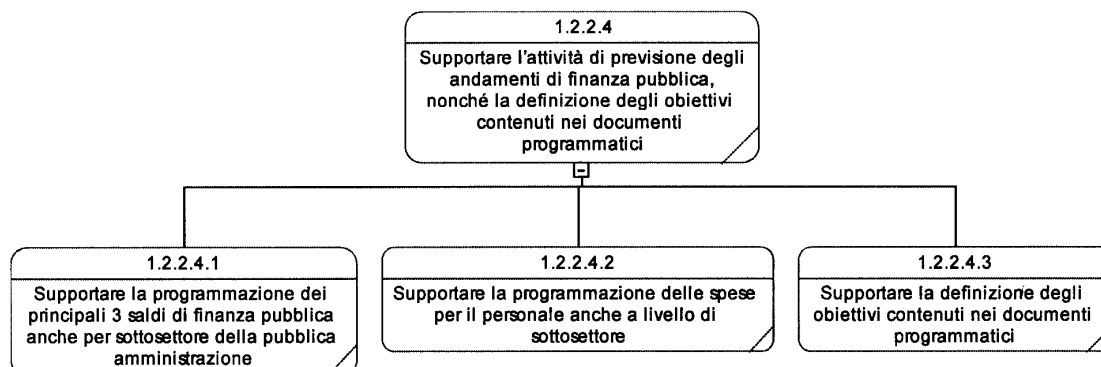 1.2.2.4
Supportare l'attività di previsione degli
andamenti di finanza pubblica,
nonché la definizione degli obiettivi
contenuti nei documenti
programmatici
1.2.2.4.1
Supportare la programmazione dei
principali 3 saldi di finanza pubblica
anche per sottosettore della pubblica
amministrazione
1.2.2.4.2
Supportare la programmazione delle spese
per il personale anche a livello di
sottosettore
1.2.2.4.3
Supportare la definizione degli
obiettivi contenuti nei documenti
programmatici